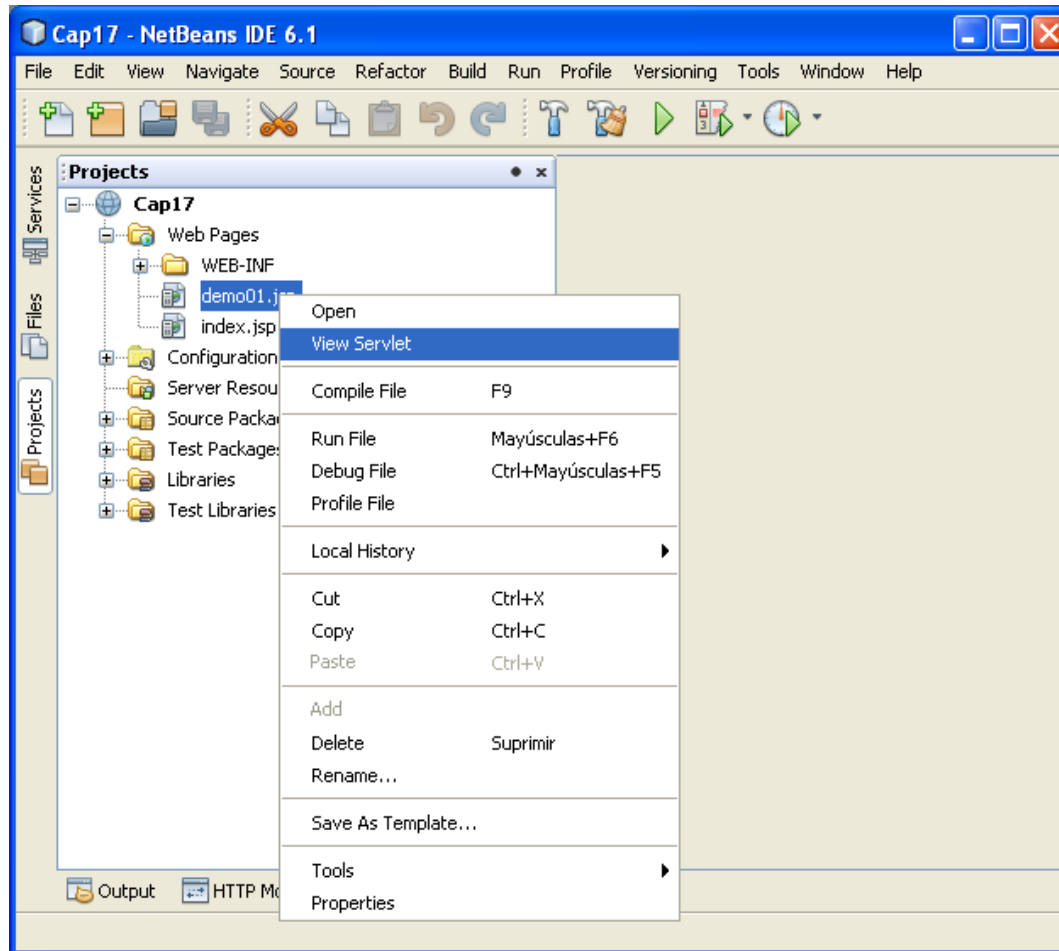 Cap17 - NetBeans IDE 6.1
File Edit View Navigate Source Refactor Build Run Profile Versioning Tools Window Help
Services
Files
Projects
Projects
Cap17
Web Pages
WEB-INF
demo01.jsp
index.jsp
Configuration
Server Resou
Source Packa
Test Packages
Libraries
Test Libraries
Open
View Servlet
Compile File F9
Run File Mayúsculas+F6
Debug File Ctrl+Mayúsculas+F5
Profile File
Local History
Cut Ctrl+X
Copy Ctrl+C
Paste Ctrl+V
Add
Delete Suprimir
Rename...
Save As Template...
Tools
Properties
Output HTTP Mo